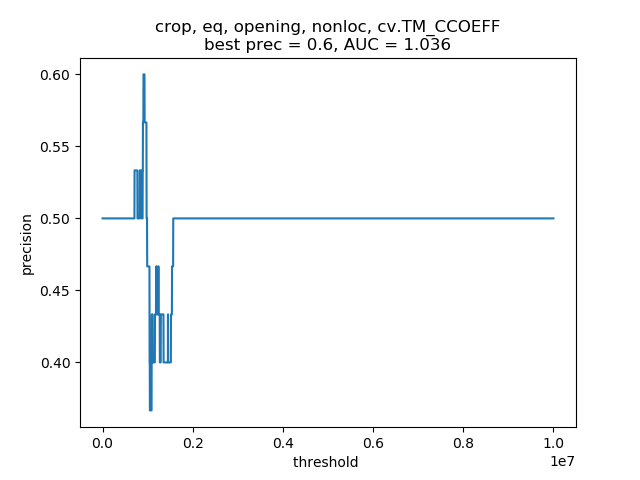 crop, eq, opening, nonloc, cv.TM_CCOEFF
best prec = 0.6, AUC = 1.036
0.60
0.55
0.50
0.45
0.40
precision
0.0 0.2 0.4 0.6 0.8 1.0
1e7
threshold